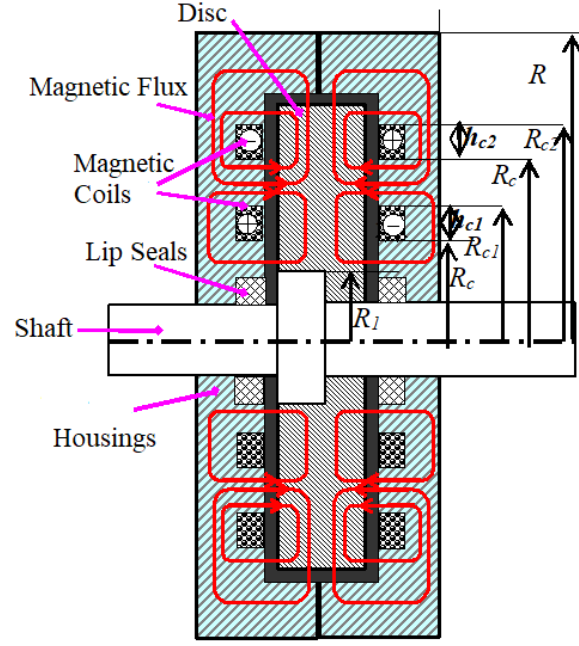 Disc
Magnetic Flux
Magnetic
Coils
Lip Seals
Shaft
Housings
R
h_c2
R_c2
R_c
h_c1
R_c1
R_c
R_1